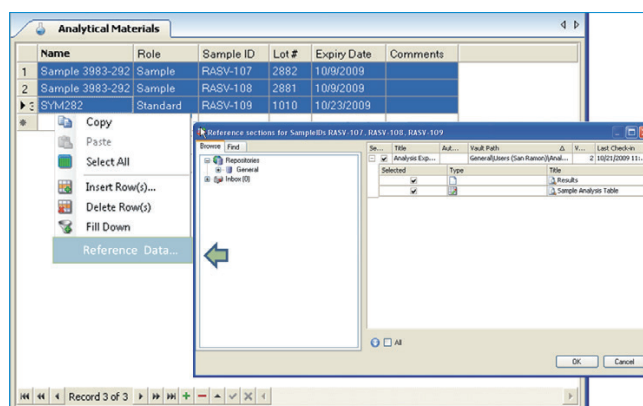 Analytical Materials
Name Role Sample ID Lot # Expiry Date Comments
1 Sample 3983-292 Sample RASV-107 2882 10/9/2009
2 Sample 3983-292 Sample RASV-108 2881 10/9/2009
3 SYM282 Standard RASV-109 1010 10/23/2009
Copy
Paste
Select All
Insert Row(s)...
Delete Row(s)
Fill Down
Reference Data...
Reference sections for SampleIDs RASV-107, RASV-108, RASV-109
Browse Find
Repositories
General
Inbox (0)
Se... Title Aut... Vault Path V... Last Check-in
Analysis Exp... General\Users (San Ramon)\Anal... 2 10/21/2009 11:...
Selected Type Title
Results
Sample Analysis Table
All
OK Cancel
Record 3 of 3